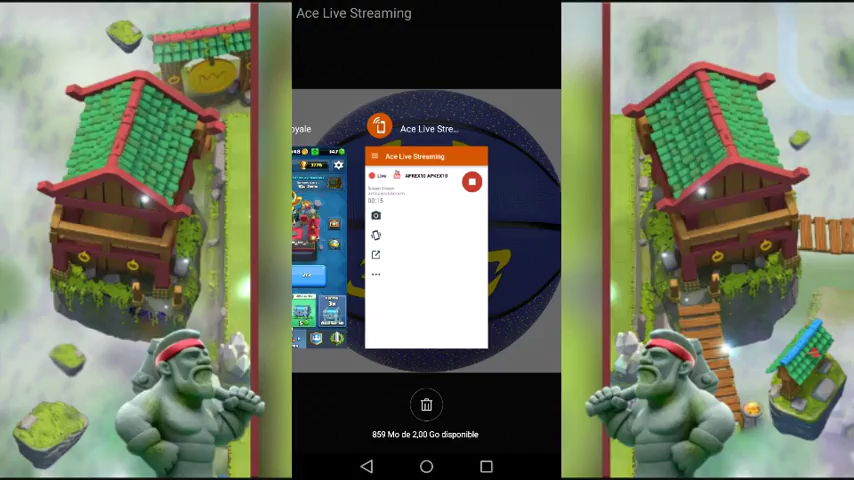 Ace Live Streaming
oyale
Ace Live Stre...
Ace Live Streaming
Live
APREX10 APREX10
00:15
859 Mo de 2,00 Go disponible